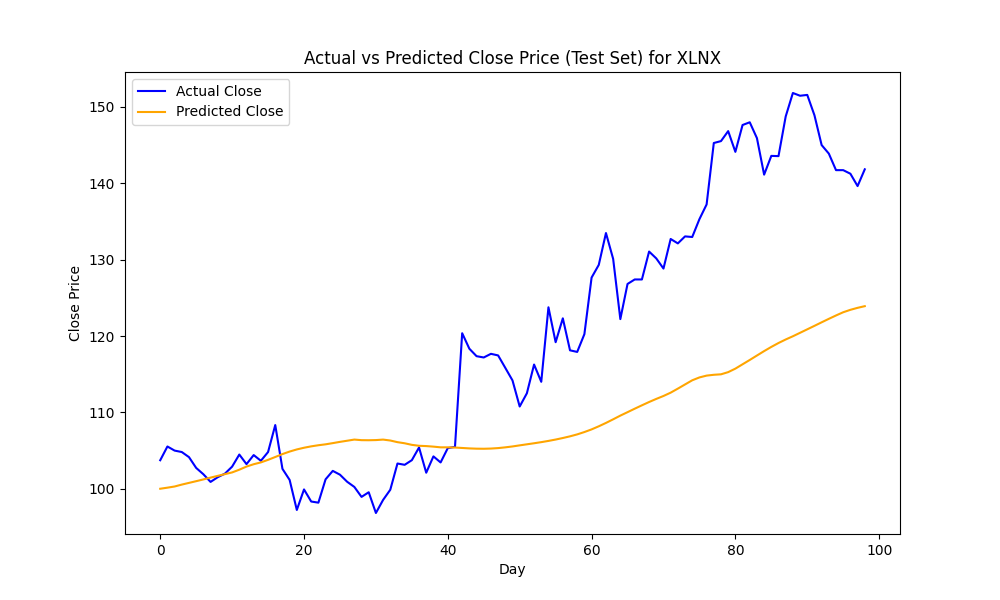 Actual vs Predicted Close Price (Test Set) for XLNX
Actual Close
Predicted Close
Close Price
150
140
130
120
110
100
0 20 40 60 80 100
Day